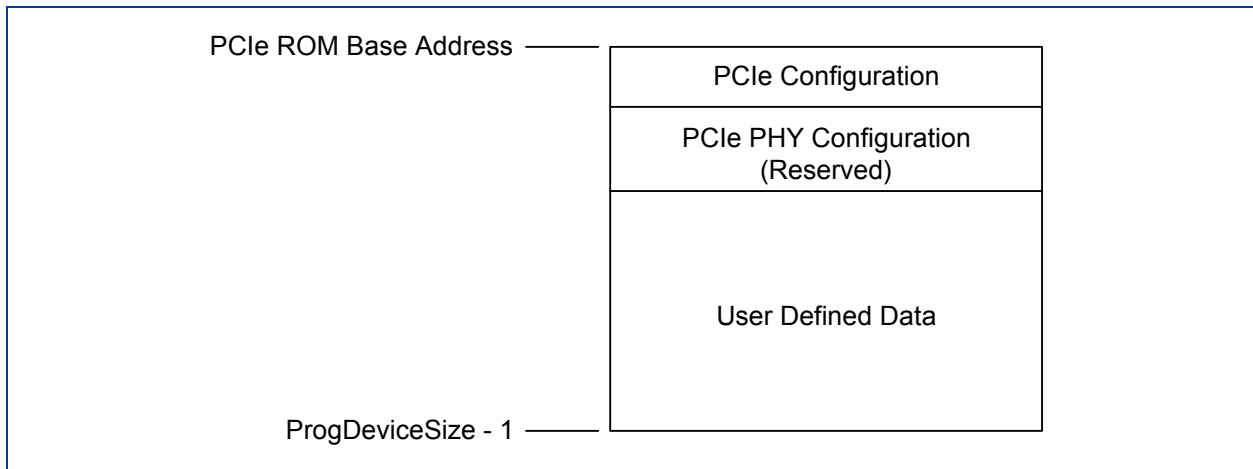 PCIe ROM Base Address
PCIe Configuration
PCIe PHY Configuration
(Reserved)
User Defined Data
ProgDeviceSize - 1